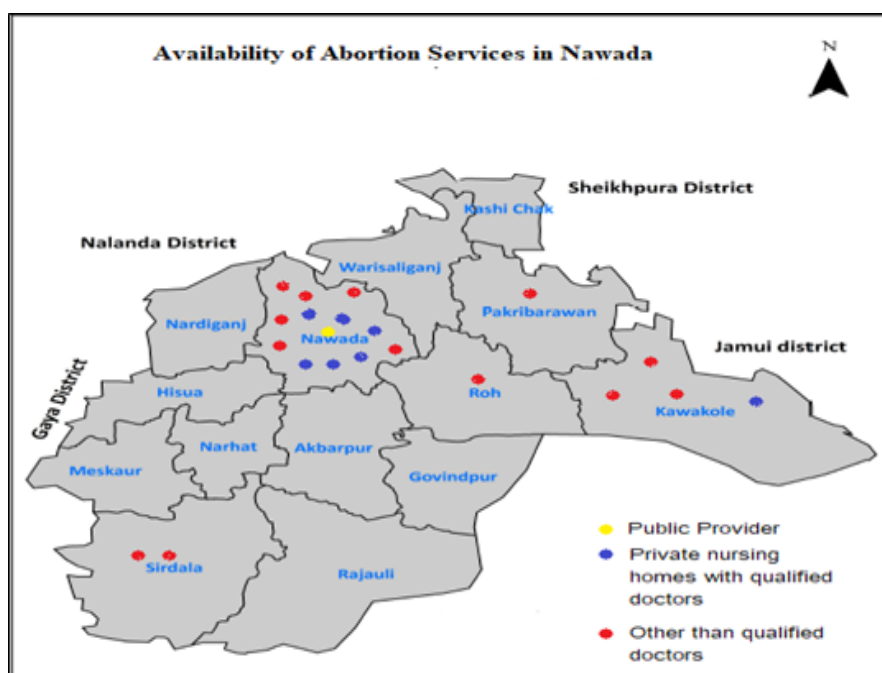 Availability of Abortion Services in Nawada
N
Sheikhpura District
Kashi Chak
Nalanda District
Warisaliganj
Pakribarawan
Nardiganj
Nawada
Jamui district
Gaya District
Hisua
Roh
Kawakole
Narhat
Akbarpur
Meskaur
Govindpur
Sirdala
Rajauli
Public Provider
Private nursing
homes with qualified
doctors
Other than qualified
doctors